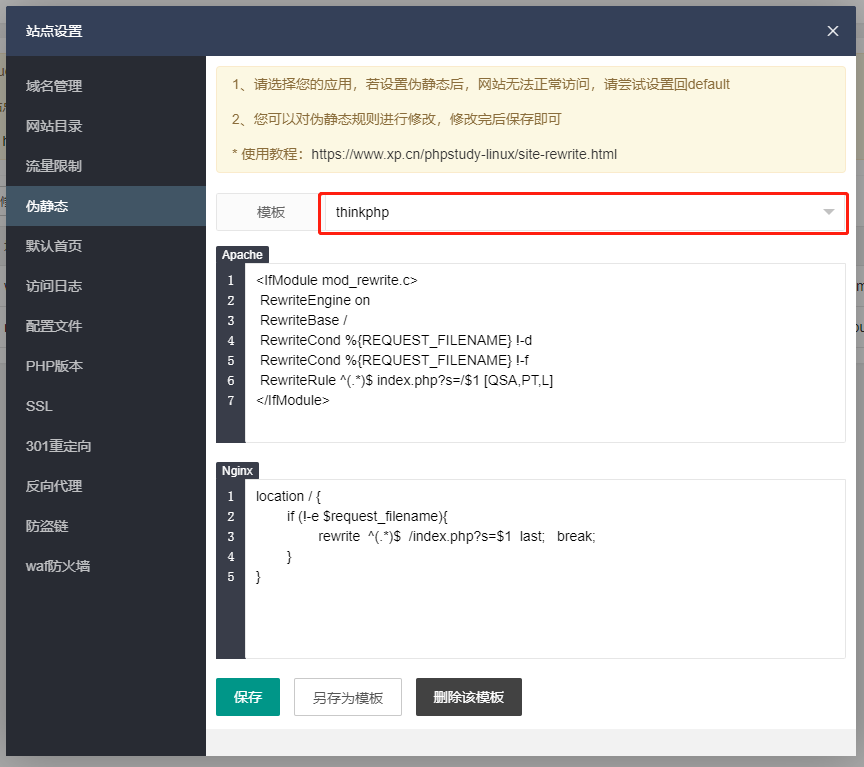 站点设置
域名管理
网站目录
流量限制
伪静态
默认首页
访问日志
配置文件
PHP版本
SSL
301重定向
反向代理
防盗链
waf防火墙
1、请选择您的应用，若设置伪静态后，网站无法正常访问，请尝试设置回default
2、您可以对伪静态规则进行修改，修改完后保存即可
* 使用教程：https://www.xp.cn/phpstudy-linux/site-rewrite.html
模板 thinkphp
Apache
1 <IfModule mod_rewrite.c>
2 RewriteEngine on
3 RewriteBase /
4 RewriteCond %{REQUEST_FILENAME} !-d
5 RewriteCond %{REQUEST_FILENAME} !-f
6 RewriteRule ^(.*)$ index.php?s=/$1 [QSA,PT,L]
7 </IfModule>
Nginx
1 location / {
2 if (!-e $request_filename){
3 rewrite ^(.*)$ /index.php?s=$1 last; break;
4 }
5 }
保存 另存为模板 删除该模板